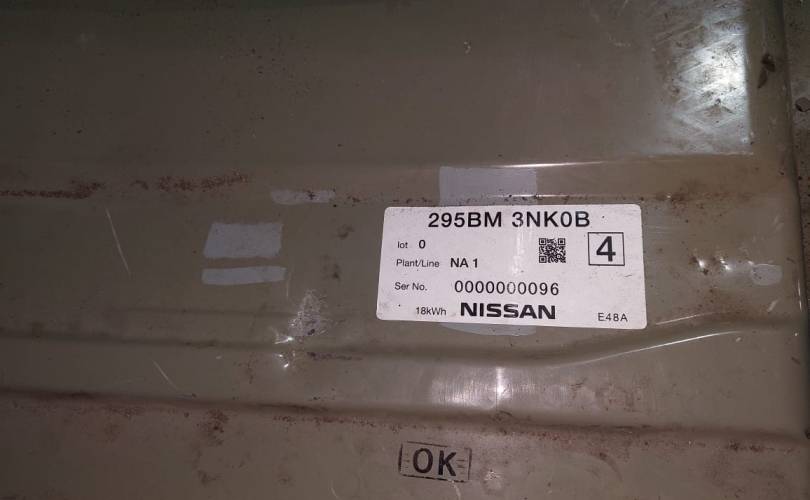 295BM 3NK0B
lot 0
4
Plant/Line NA 1
Ser No. 0000000096
18kWh NISSAN E48A
OK